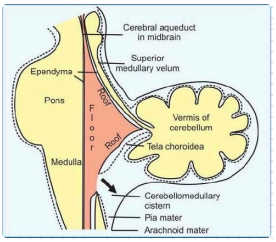 Cerebral aqueduct
in midbrain
Superior
medullary velum
Ependyma
Roof
Pons
Floor
Vermis of
cerebellum
Roof
Tela choroidea
Medulla
Cerebellomedullary
cistern
Pia mater
Arachnoid mater